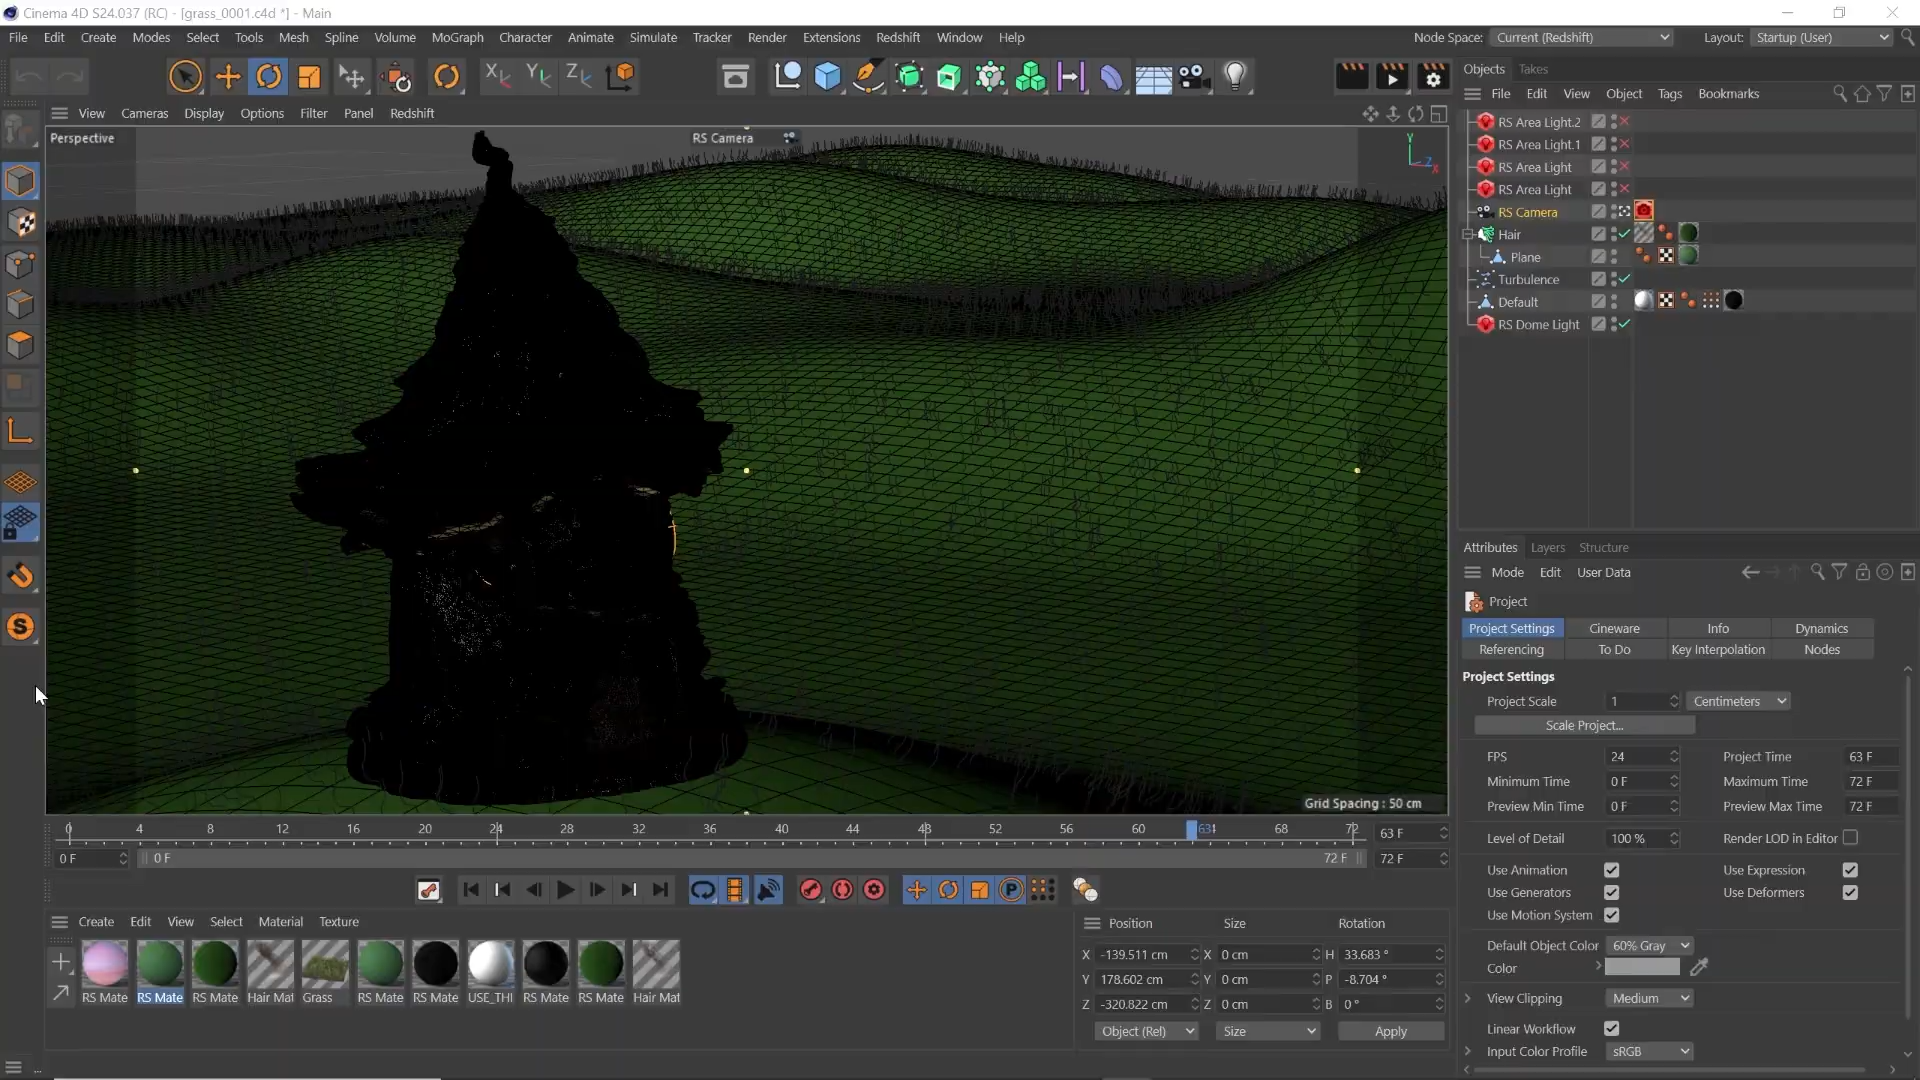 Cinema 4D S24.037 (RC) - [grass_0001.c4d *] - Main
File Edit Create Modes Select Tools Mesh Spline Volume MoGraph Character Animate Simulate Tracker Render Extensions Redshift Window Help Node Space: Current (Redshift) Layout: Startup (User)
X Y Z
Objects Takes
File Edit View Object Tags Bookmarks
View Cameras Display Options Filter Panel Redshift
Perspective RS Camera
Y
Z X
RS Area Light.2
RS Area Light.1
RS Area Light
RS Area Light
RS Camera
Hair
Plane
Turbulence
Default
RS Dome Light
Grid Spacing : 50 cm
Attributes Layers Structure
Mode Edit User Data
Project
Project Settings Cineware Info Dynamics
Referencing To Do Key Interpolation Nodes
Project Settings
Project Scale 1 Centimeters
Scale Project...
FPS 24 Project Time 63 F
Minimum Time 0 F Maximum Time 72 F
Preview Min Time 0 F Preview Max Time 72 F
Level of Detail 100 % Render LOD in Editor
Use Animation Use Expression
Use Generators Use Deformers
Use Motion System
Default Object Color 60% Gray
Color
View Clipping Medium
Linear Workflow
Input Color Profile sRGB
0 4 8 12 16 20 24 28 32 36 40 44 48 52 56 60 63 68 72 63 F
0 F 0 F 72 F 72 F
P
S
Create Edit View Select Material Texture
RS Mate RS Mate RS Mate Hair Mat Grass RS Mate RS Mate USE_THI RS Mate RS Mate Hair Mat
Position Size Rotation
X -139.511 cm X 0 cm H 33.683 °
Y 178.602 cm Y 0 cm P -8.704 °
Z -320.822 cm Z 0 cm B 0 °
Object (Rel) Size Apply
...